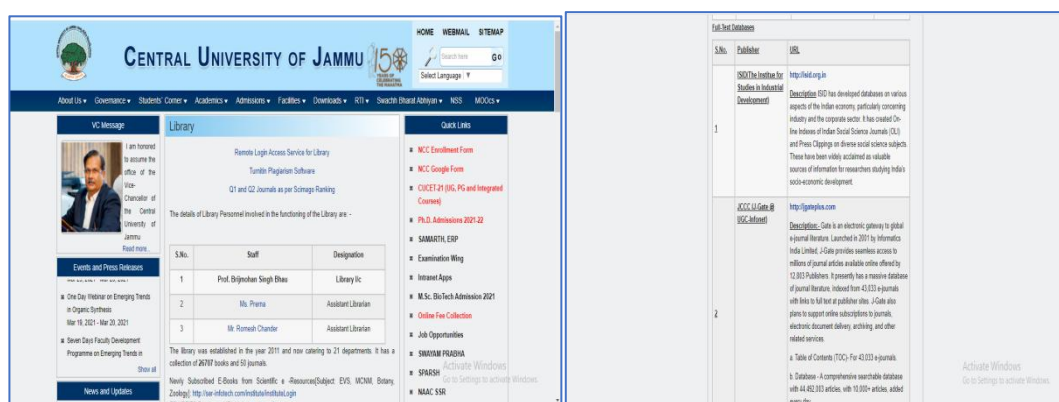 HOME WEBMAIL SITEMAP
CENTRAL UNIVERSITY OF JAMMU
150
YEARS OF
CELEBRATING
THE MAHATMA
Search here GO
Select Language ▼
About Us Governance Students' Corner Academics Admissions Facilities Downloads RTI Swachh Bharat Abhiyan NSS MOOCs
VC Message
I am honored
to assume the
office of the
Vice-
Chancellor of
the Central
University of
Jammu
Read more..
Events and Press Releases
One Day Webinar on Emerging Trends
in Organic Synthesis
Mar 19, 2021 - Mar 20, 2021
Seven Days Faculty Development
Programme on Emerging Trends in
Show all
News and Updates
Library
Remote Login Access Service for Library
Turnitin Plagiarism Software
Q1 and Q2 Journals as per Scimago Ranking
The details of Library Personnel involved in the functioning of the Library are: -
S.No. Staff Designation
1 Prof. Brijmohan Singh Bhau Library I/c
2 Ms. Prerna Assistant Librarian
3 Mr. Romesh Chander Assistant Librarian
The library was established in the year 2011 and now catering to 21 departments. It has a
collection of 26707 books and 50 journals.
Newly Subscribed E-Books from Scientific e -Resources[Subject: EVS, MCNM, Botany,
Zoology]: http://ser-infotech.com/institute/instituteLogin
Quick Links
NCC Enrollment Form
NCC Google Form
CUCET-21 (UG, PG and Integrated
Courses)
Ph.D. Admissions 2021-22
SAMARTH, ERP
Examination Wing
Intranet Apps
M.Sc. BioTech Admission 2021
Online Fee Collection
Job Opportunities
SWAYAM PRABHA
SPARSH
NAAC SSR
Activate Windows
Go to Settings to activate Windows.
Full-Text Databases
S.No. Publisher URL
1
ISID(The Institue for
Studies in Industrial
Development)
http://isid.org.in
Description ISID has developed databases on various
aspects of the Indian economy, particularly concerning
industry and the corporate sector. It has created On-
line Indexes of Indian Social Science Journals (OLI)
and Press Clippings on diverse social science subjects.
These have been widely acclaimed as valuable
sources of information for researchers studying India's
socio-economic development.
2
JCCC (J-Gate @
UGC-Infonet)
http://jgateplus.com
Description:- Gate is an electronic gateway to global
e-journal literature. Launched in 2001 by Informatics
India Limited, J-Gate provides seamless access to
millions of journal articles available online offered by
12,003 Publishers. It presently has a massive database
of journal literature, indexed from 43,033 e-journals
with links to full text at publisher sites. J-Gate also
plans to support online subscriptions to journals,
electronic document delivery, archiving, and other
related services.
a. Table of Contents (TOC)- For 43,033 e-journals.
b. Database - A comprehensive searchable database
with 44,492,003 articles, with 10,000+ articles, added
every day.
Activate Windows
Go to Settings to activate Windows.